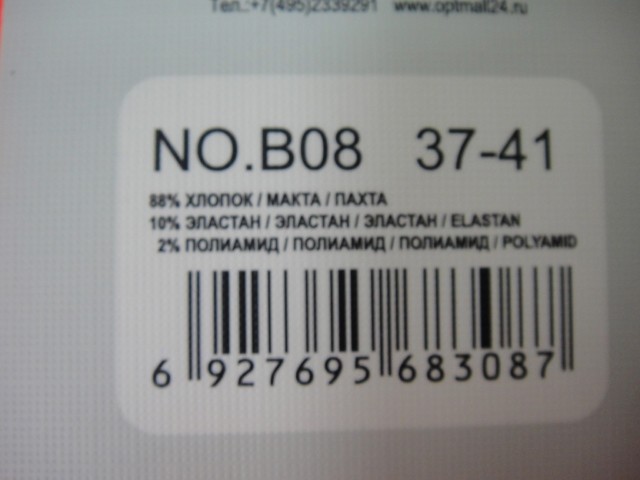 Тел.:+7(495)2339291 www.optmall24.ru
NO.B08 37-41
88% ХЛОПОК / МАКТА / ПАХТА
10% ЭЛАСТАН / ЭЛАСТАН / ЭЛАСТАН / ELASTAN
2% ПОЛИАМИД / ПОЛИАМИД / ПОЛИАМИД / POLYAMID
6 927695 683087